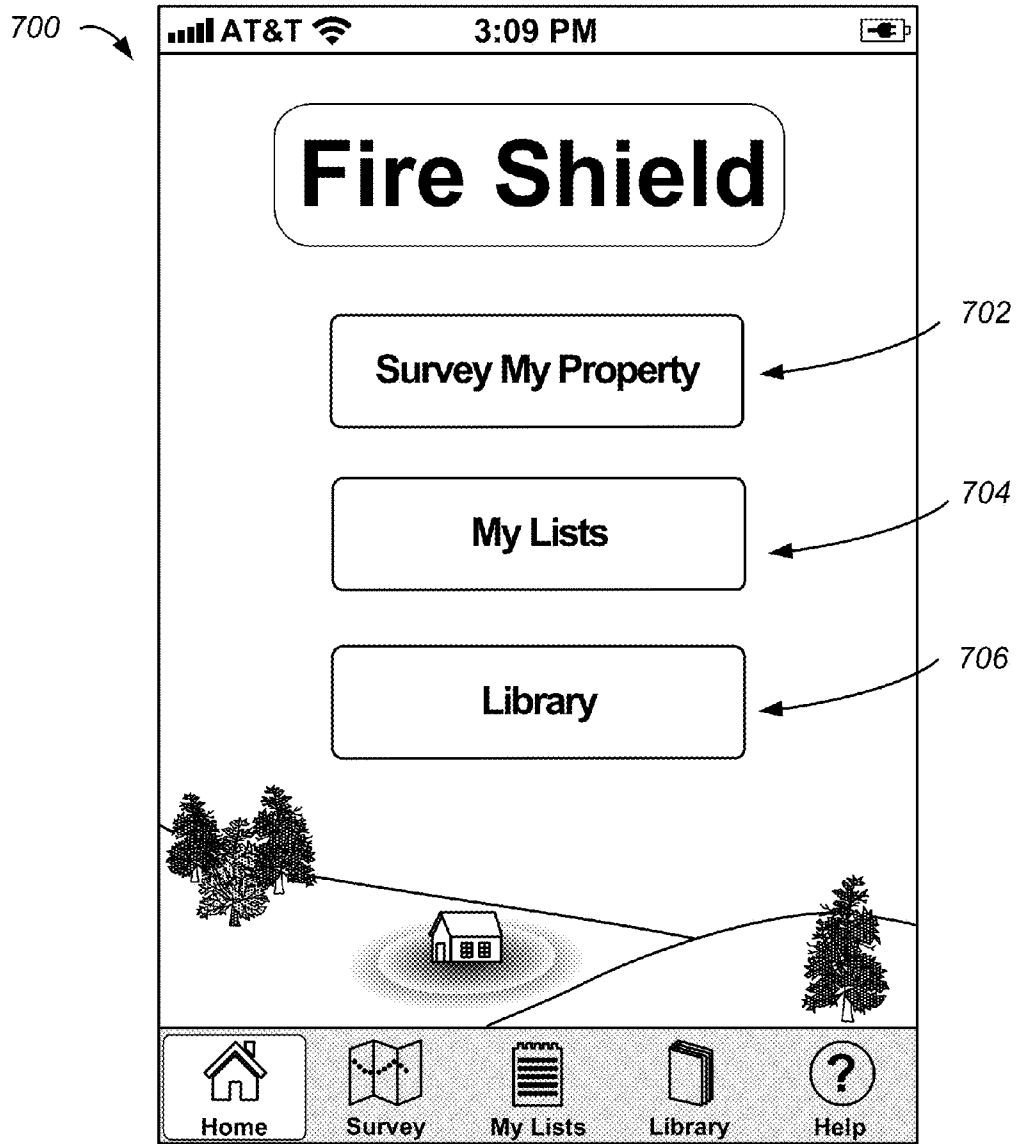 700
AT&T 3:09 PM
Fire Shield
702
Survey My Property
704
My Lists
706
Library
Home Survey My Lists Library ? Help